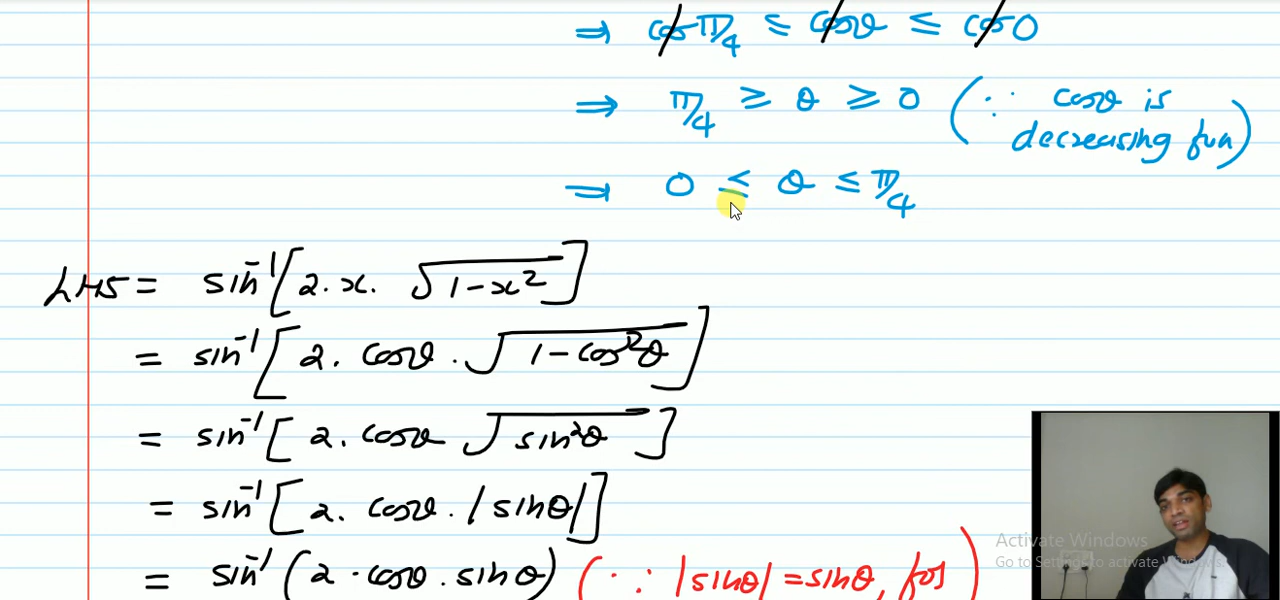 ⇒ cos π/4 ≤ cosθ ≤ cos 0
⇒ π/4 ≥ θ ≥ 0 (∵ cosθ is
decreasing fun)
⇒ 0 ≤ θ ≤ π/4
LHS = sin⁻¹[2·x·√(1-x²)]
= sin⁻¹[2·cosθ·√(1-cos²θ)]
= sin⁻¹[2·cosθ √(sin²θ)]
= sin⁻¹[2·cosθ·|sinθ|]
= sin⁻¹(2·cosθ·sinθ) (∵ |sinθ| = sinθ, for)
Activate Windows
Go to Settings to activate Windows.